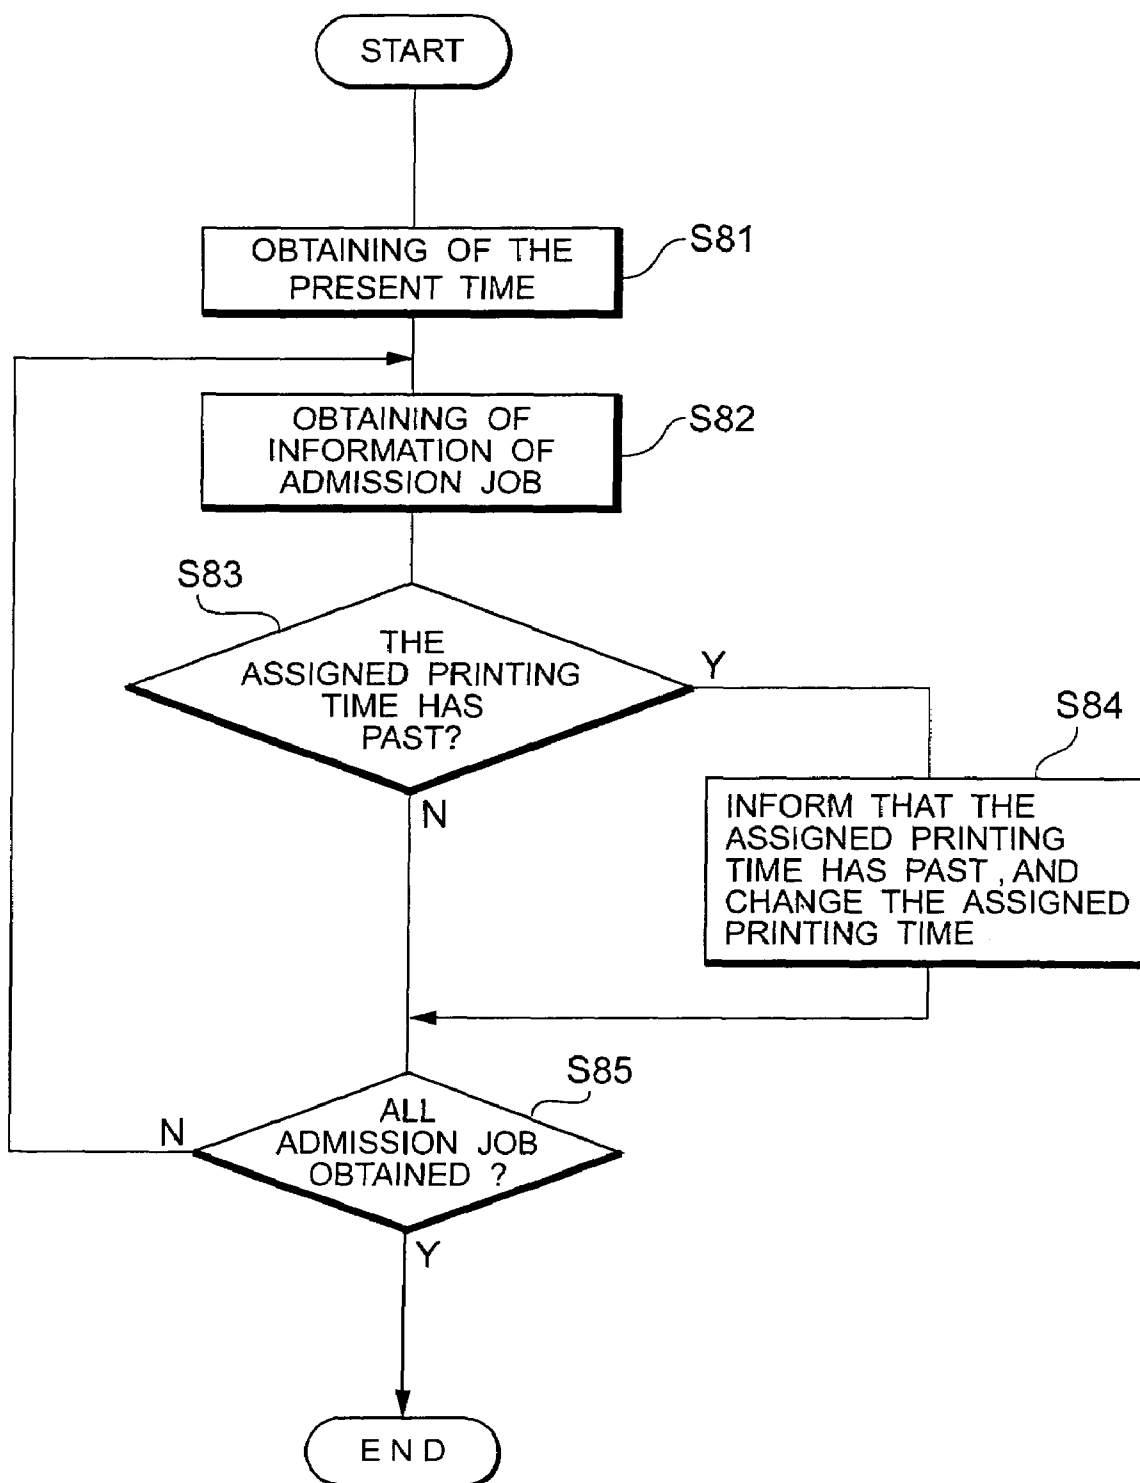 START
OBTAINING OF THE
PRESENT TIME
S81
OBTAINING OF
INFORMATION OF
ADMISSION JOB
S82
S83
THE
ASSIGNED PRINTING
TIME HAS
PAST?
Y
N
S84
INFORM THAT THE
ASSIGNED PRINTING
TIME HAS PAST , AND
CHANGE THE ASSIGNED
PRINTING TIME
S85
ALL
ADMISSION JOB
OBTAINED ?
N
Y
END